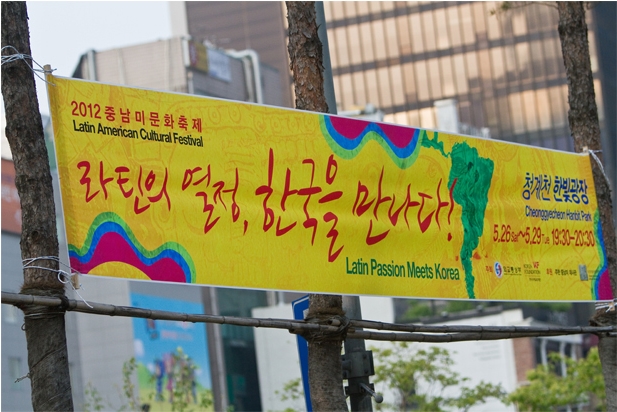 2012 중남미문화축제
Latin American Cultural Festival
라틴의 열정, 한국을 만나다!
Latin Passion Meets Korea
청계천 한빛광장
Cheonggyecheon Hanbit Park
5.26 Sat~5.29 Tue 19:30~20:30